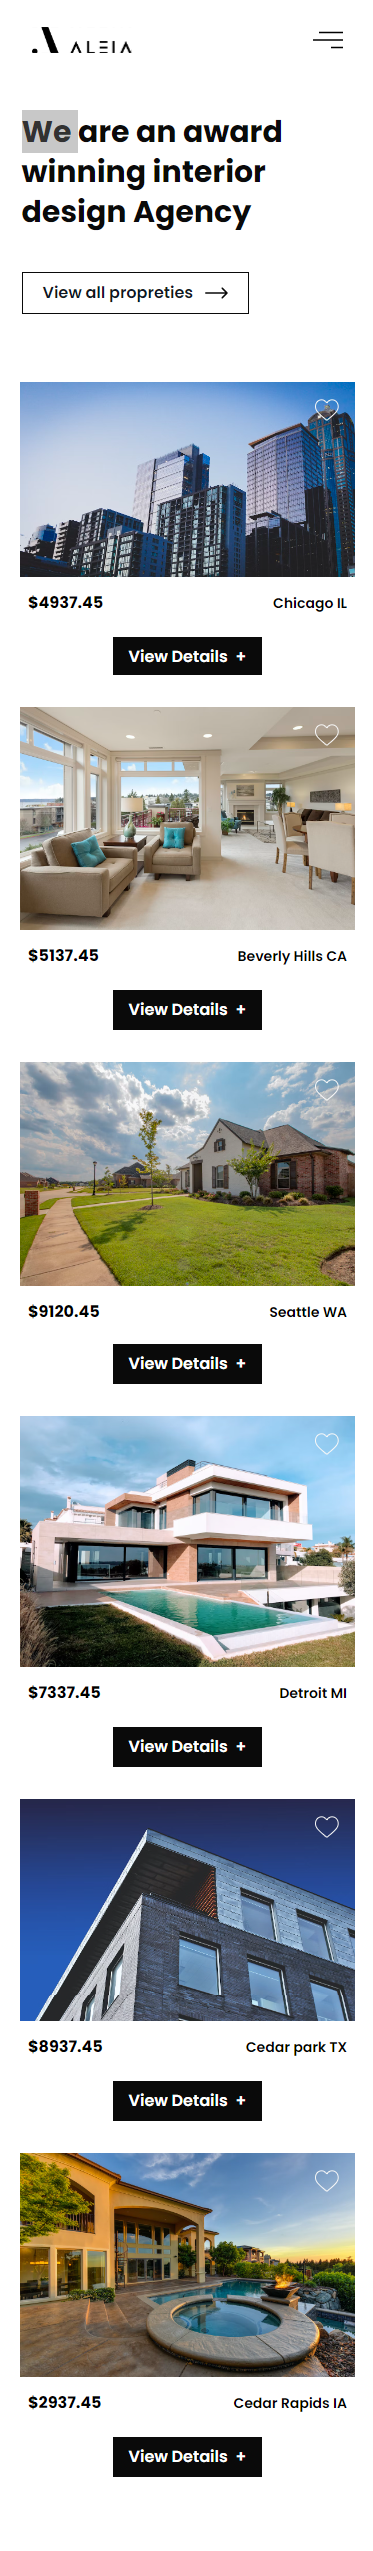 ALEIA
We are an award
winning interior
design Agency
View all propreties
$4937.45 Chicago IL
View Details +
$5137.45 Beverly Hills CA
View Details +
$9120.45 Seattle WA
View Details +
$7337.45 Detroit MI
View Details +
$8937.45 Cedar park TX
View Details +
$2937.45 Cedar Rapids IA
View Details +